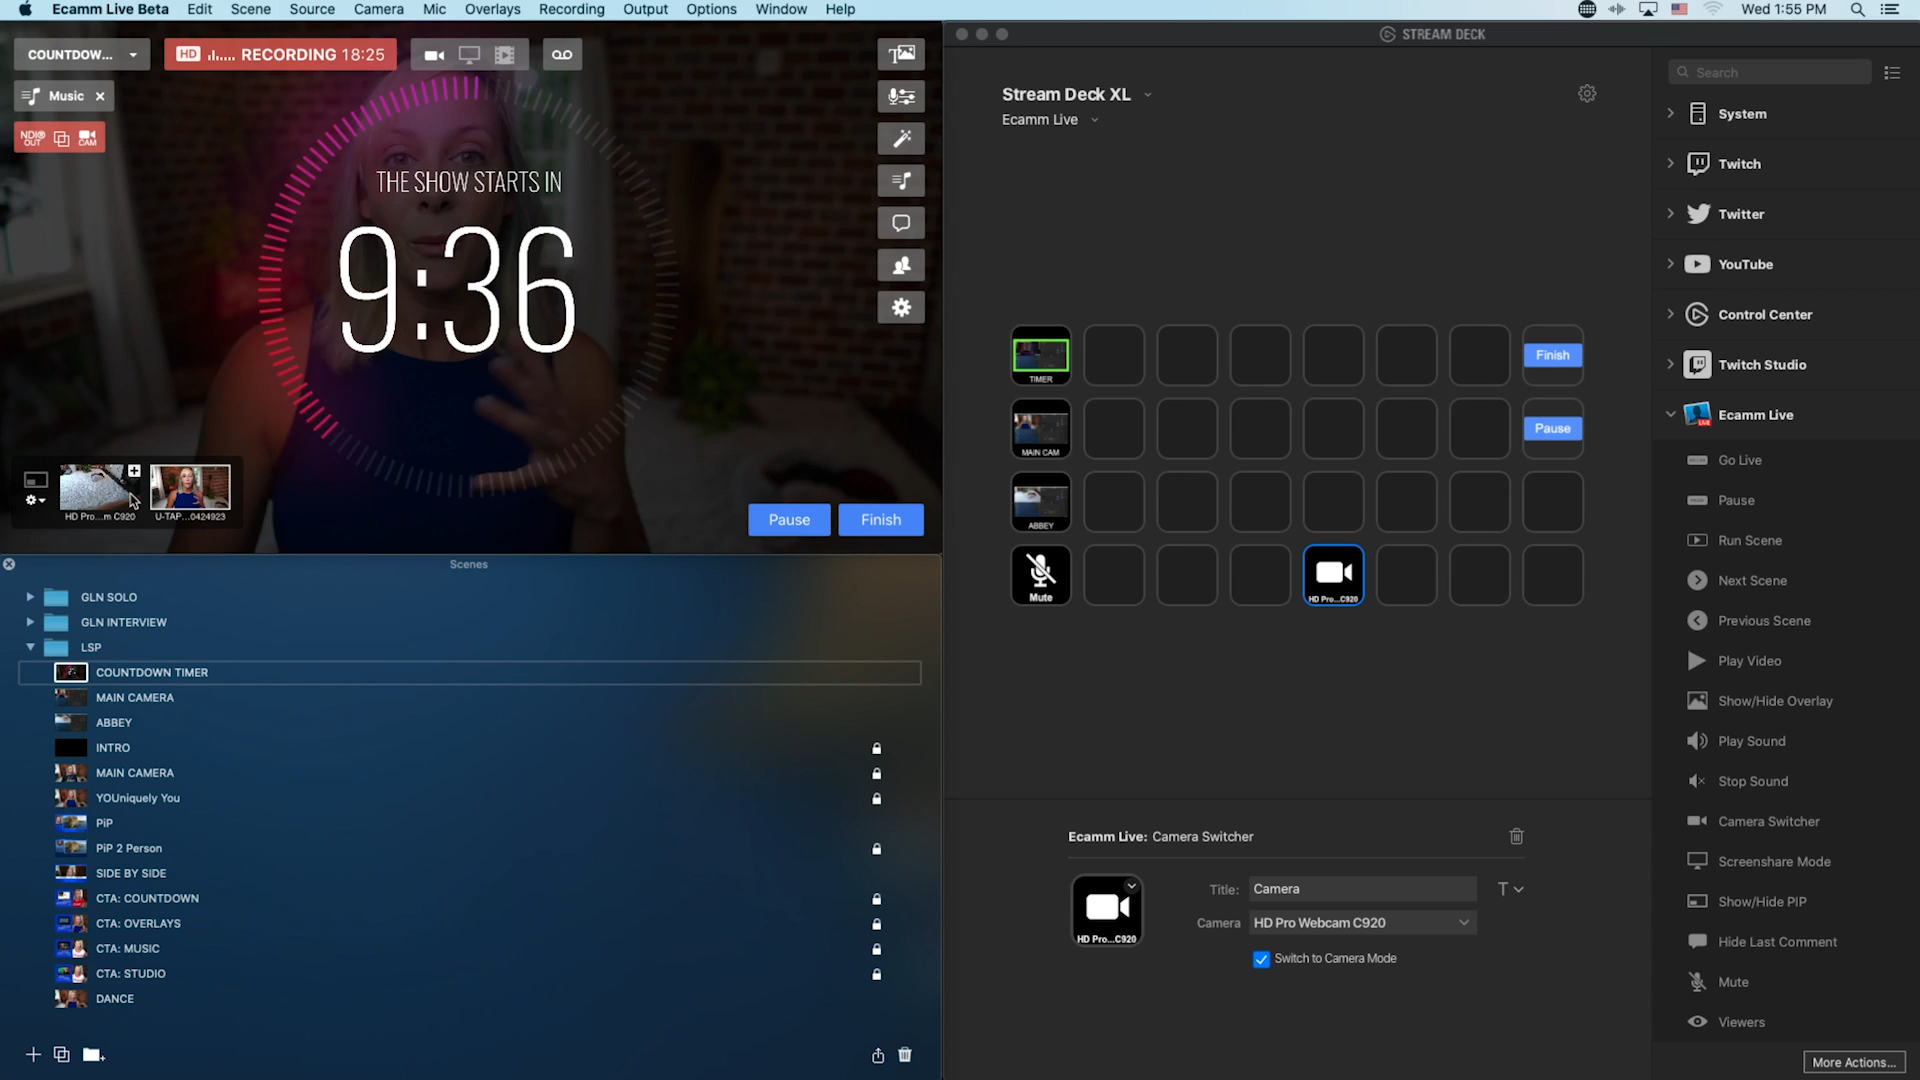 Ecamm Live Beta Edit Scene Source Camera Mic Overlays Recording Output Options Window Help Wed 1:55 PM
COUNTDOW...
HD RECORDING 18:25
Music
NDI® OUT
CAM
THE SHOW STARTS IN
9:36
HD Pro...m C920
U-TAP...0424923
Pause
Finish
Scenes
GLN SOLO
GLN INTERVIEW
LSP
COUNTDOWN TIMER
MAIN CAMERA
ABBEY
INTRO
MAIN CAMERA
YOUniquely You
PiP
PiP 2 Person
SIDE BY SIDE
CTA: COUNTDOWN
CTA: OVERLAYS
CTA: MUSIC
CTA: STUDIO
DANCE
STREAM DECK
Stream Deck XL
Ecamm Live
TIMER
Finish
MAIN CAM
Pause
ABBEY
Mute
HD Pro...C920
Ecamm Live: Camera Switcher
HD Pro...C920
Title: Camera
T
Camera HD Pro Webcam C920
Switch to Camera Mode
Search
System
Twitch
Twitter
YouTube
Control Center
Twitch Studio
Ecamm Live
Go Live
Pause
Run Scene
Next Scene
Previous Scene
Play Video
Show/Hide Overlay
Play Sound
Stop Sound
Camera Switcher
Screenshare Mode
Show/Hide PIP
Hide Last Comment
Mute
Viewers
More Actions...